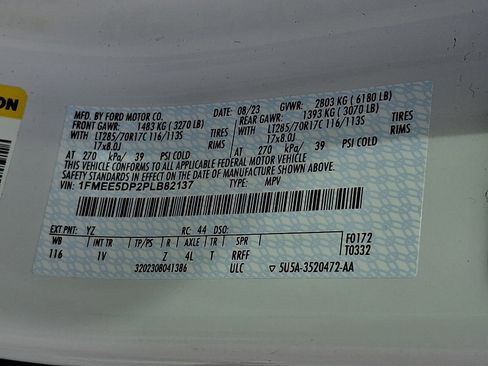 ON
MFD. BY FORD MOTOR CO. DATE: 08/23 GVWR: 2803 KG ( 6180 LB)
FRONT GAWR: 1483 KG ( 3270 LB) REAR GAWR: 1393 KG ( 3070 LB)
WITH LT285/70R17C 116/113S TIRES WITH LT285/70R17C 116/113S TIRES
17x8.0J RIMS 17x8.0J RIMS
AT 270 kPa/ 39 PSI COLD AT 270 kPa/ 39 PSI COLD
THIS VEHICLE CONFORMS TO ALL APPLICABLE FEDERAL MOTOR VEHICLE
SAFETY STANDARDS IN EFFECT ON THE DATE OF MANUFACTURE SHOWN ABOVE.
VIN: 1FMEE5DP2PLB82137 TYPE: MPV
EXT PNT: YZ RC: 44 DSO: F0172
WB INT TR TP/PS R AXLE TR SPR T0332
116 1V Z 4L T RRFF
3202308041386 ULC ▽ 5U5A-3520472-AA